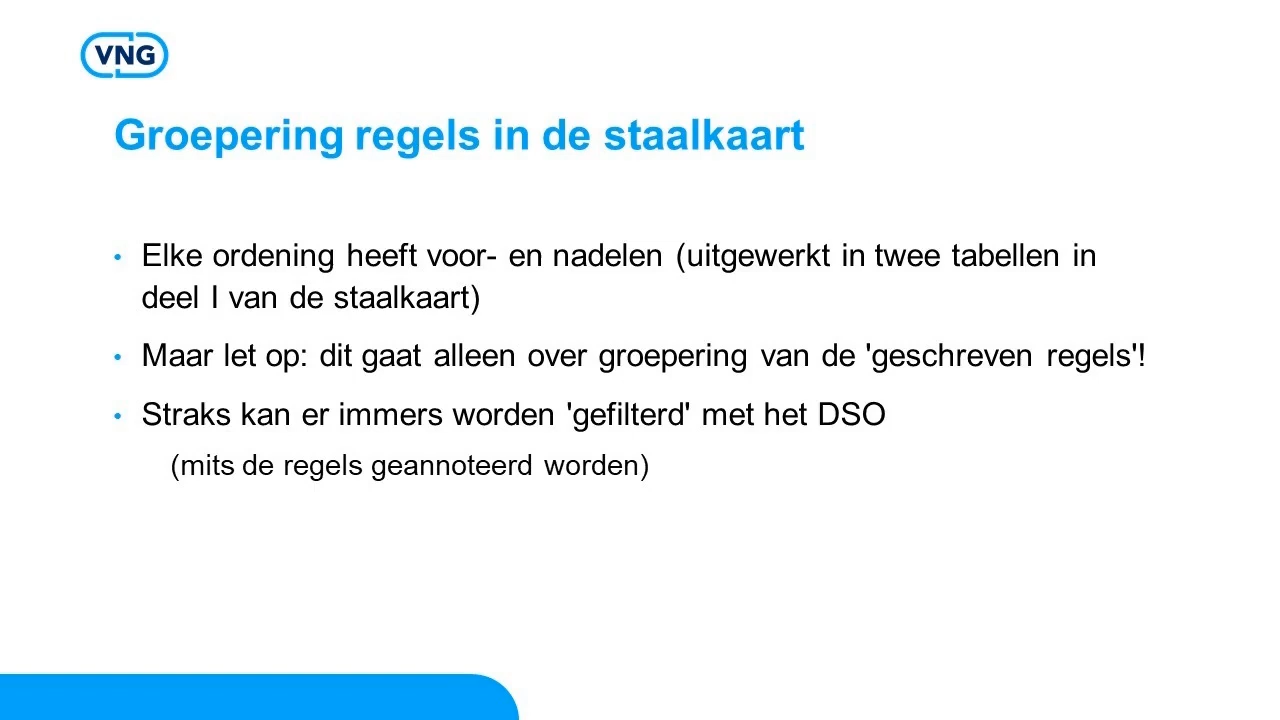 VNG
Groepering regels in de staalkaart
• Elke ordening heeft voor- en nadelen (uitgewerkt in twee tabellen in
deel I van de staalkaart)
• Maar let op: dit gaat alleen over groepering van de 'geschreven regels'!
• Straks kan er immers worden 'gefilterd' met het DSO
(mits de regels geannoteerd worden)